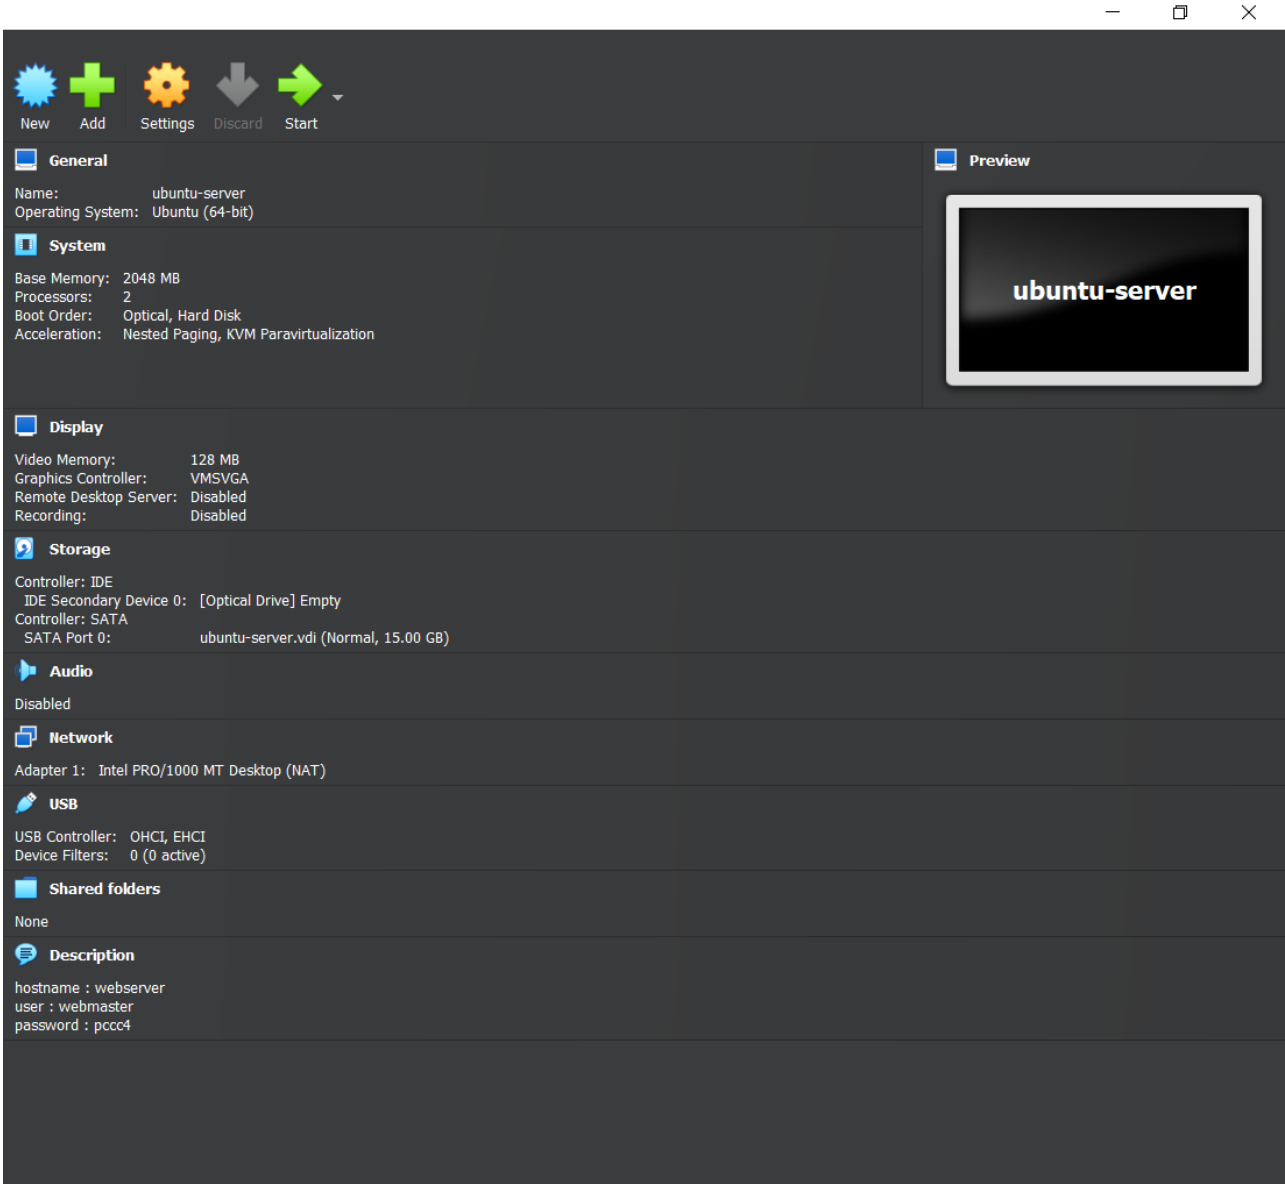 New Add Settings Discard Start
General
Name: ubuntu-server
Operating System: Ubuntu (64-bit)
Preview
ubuntu-server
System
Base Memory: 2048 MB
Processors: 2
Boot Order: Optical, Hard Disk
Acceleration: Nested Paging, KVM Paravirtualization
Display
Video Memory: 128 MB
Graphics Controller: VMSVGA
Remote Desktop Server: Disabled
Recording: Disabled
Storage
Controller: IDE
IDE Secondary Device 0: [Optical Drive] Empty
Controller: SATA
SATA Port 0: ubuntu-server.vdi (Normal, 15.00 GB)
Audio
Disabled
Network
Adapter 1: Intel PRO/1000 MT Desktop (NAT)
USB
USB Controller: OHCI, EHCI
Device Filters: 0 (0 active)
Shared folders
None
Description
hostname : webserver
user : webmaster
password : pccc4